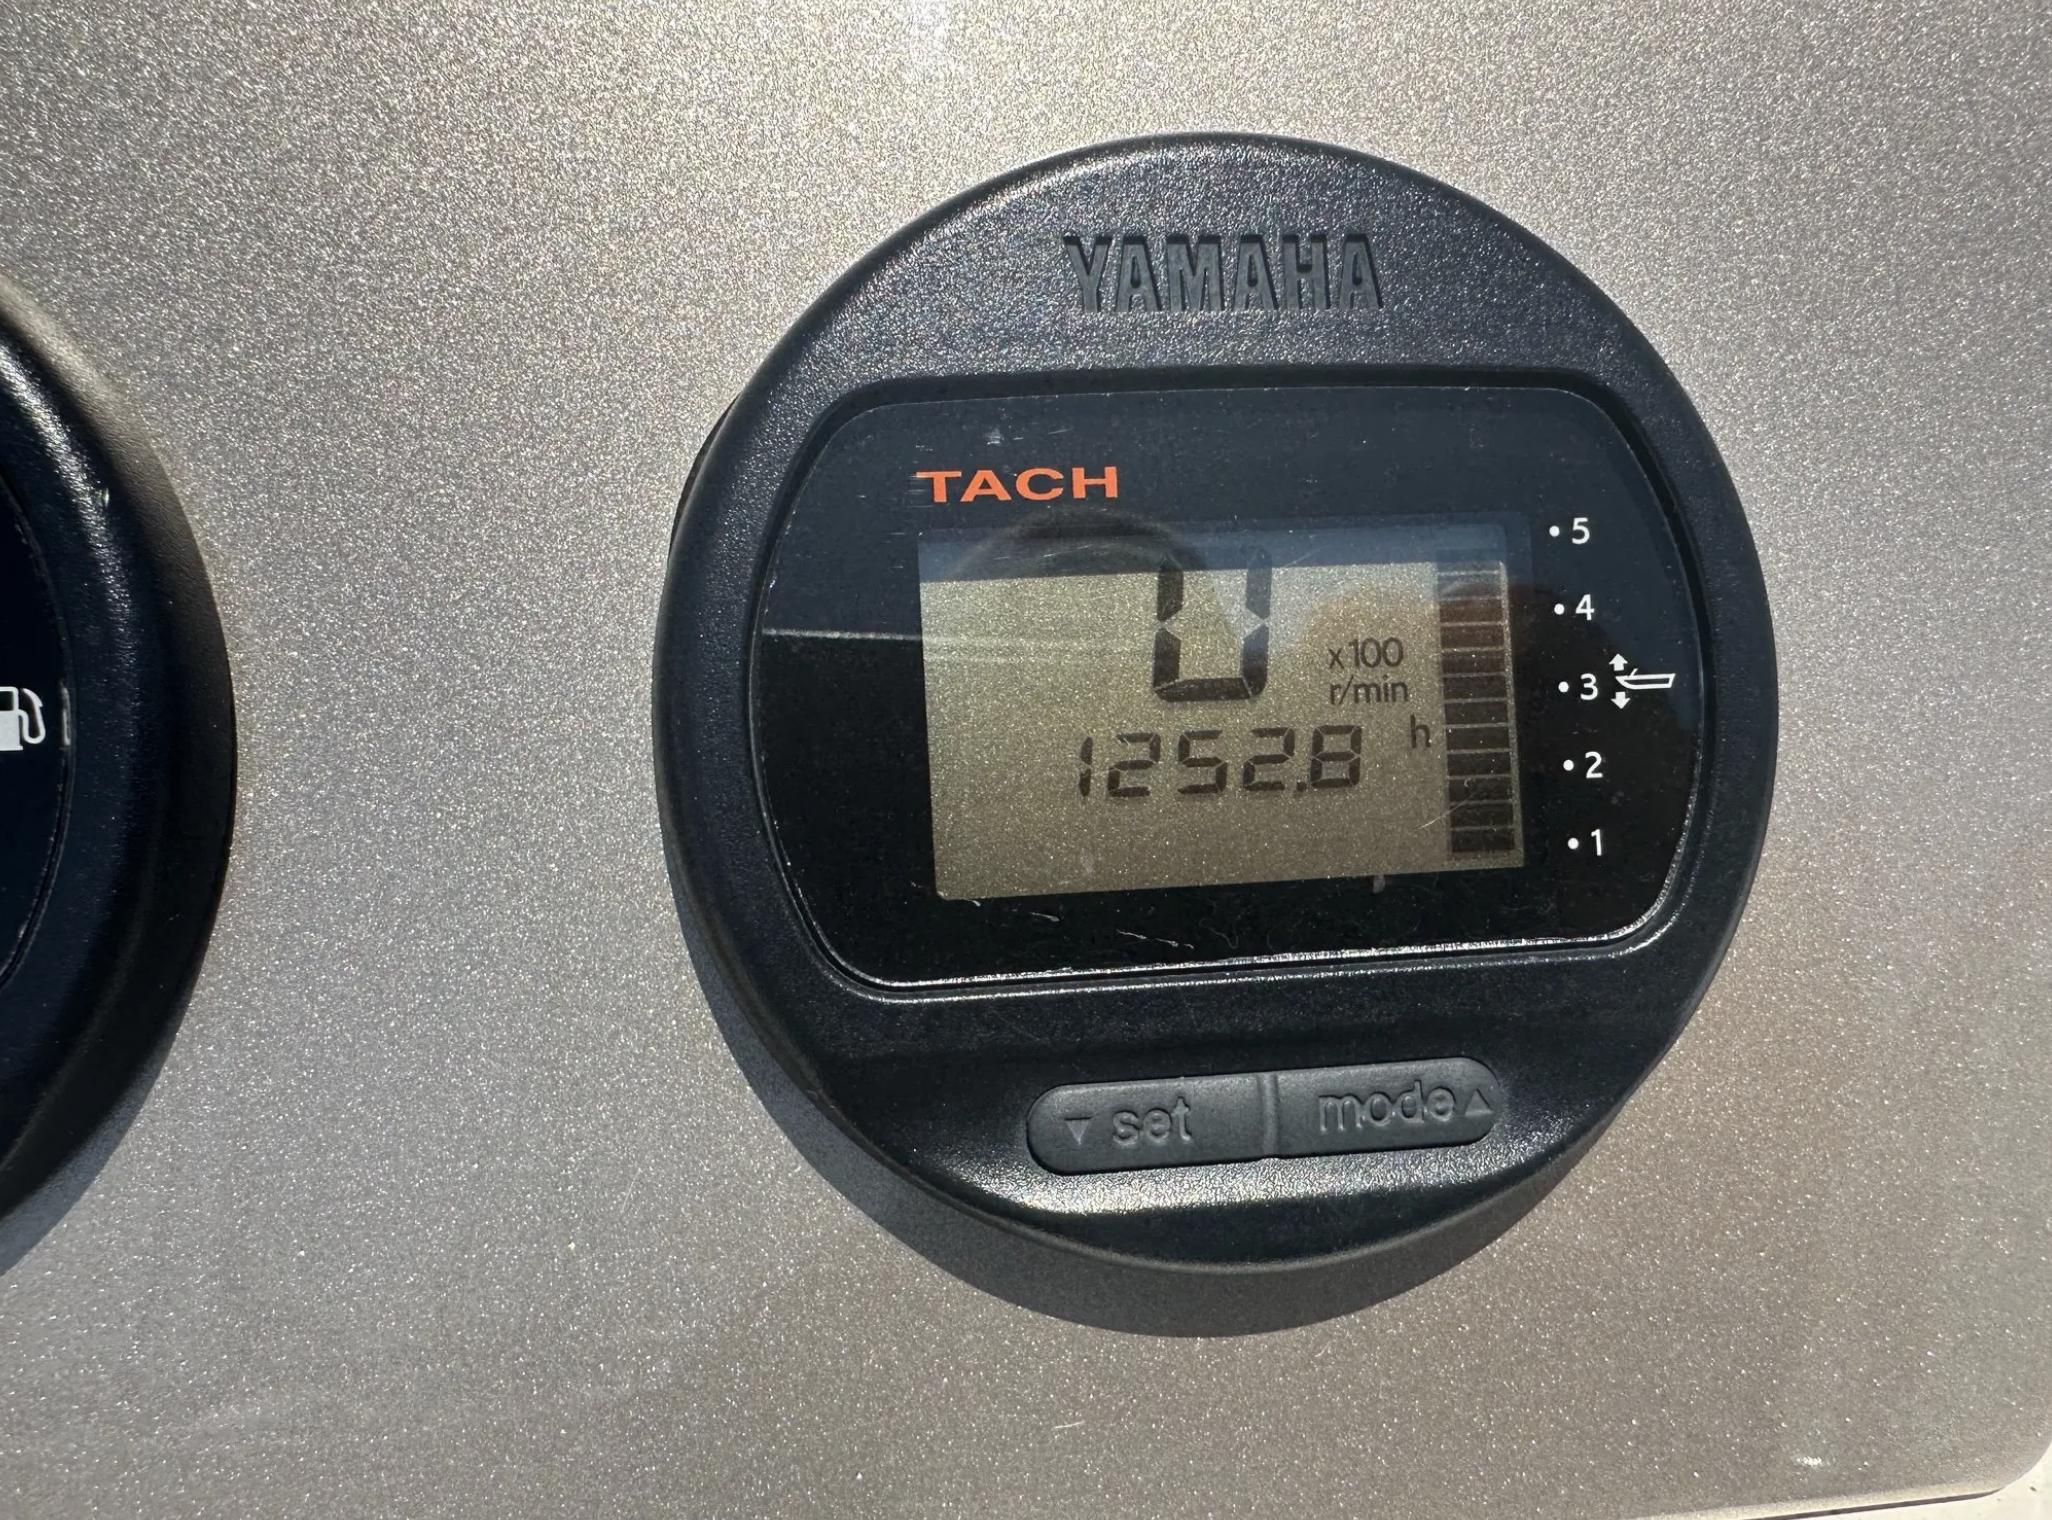 YAMAHA
TACH
0
x100
r/min
1252.8 h
• 5
• 4
• 3
• 2
• 1
▼ set
mode ▲